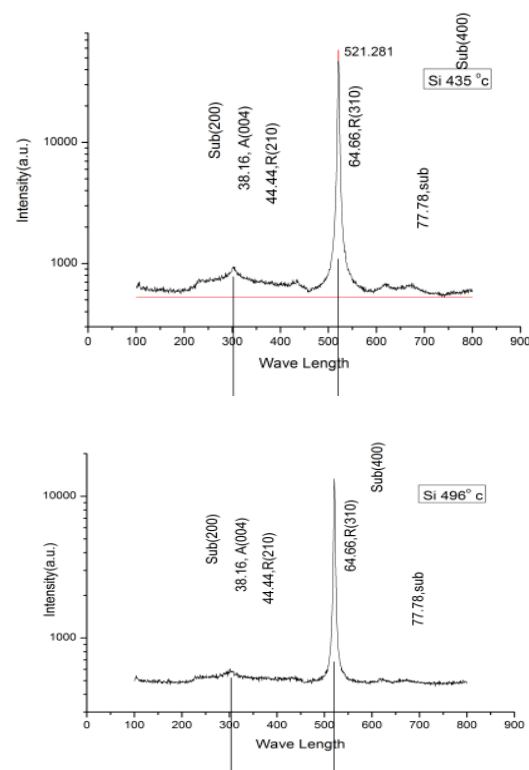 Sub(400)
521.281
Si 435 °c
Sub(200)
38.16, A(004)
44.44,R(210)
64.66,R(310)
77.78,sub
10000
1000
Intensity(a.u.)
0 100 200 300 400 500 600 700 800 900
Wave Length
Sub(400)
Si 496° c
Sub(200)
38.16, A(004)
44.44,R(210)
64.66,R(310)
77.78,sub
10000
1000
Intensity(a.u.)
0 100 200 300 400 500 600 700 800 900
Wave Length